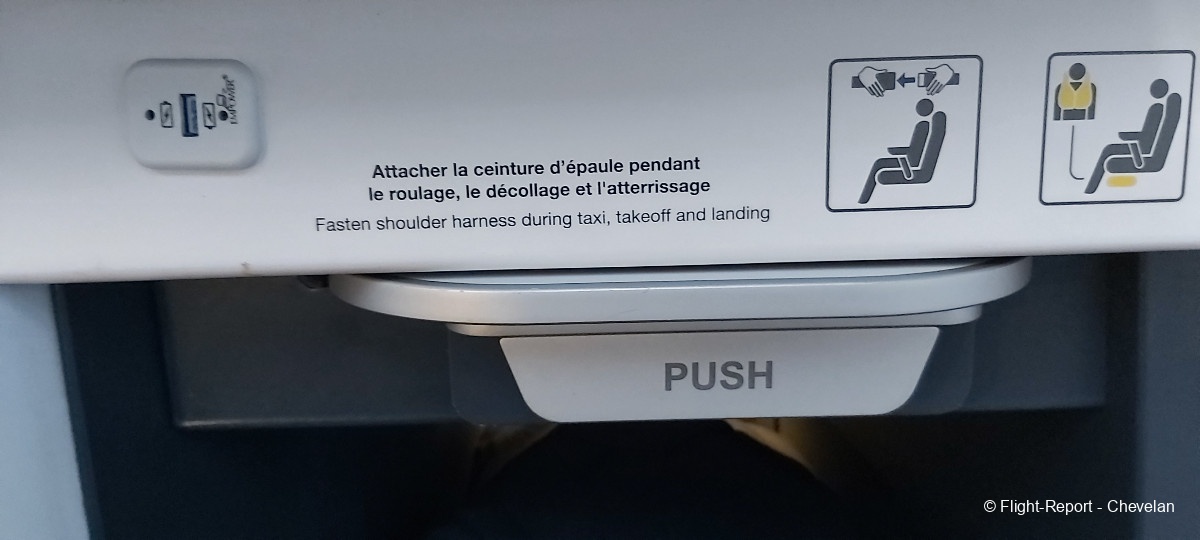 EMPOWER®
Attacher la ceinture d'épaule pendant
le roulage, le décollage et l'atterrissage
Fasten shoulder harness during taxi, takeoff and landing
PUSH
© Flight-Report - Chevelan